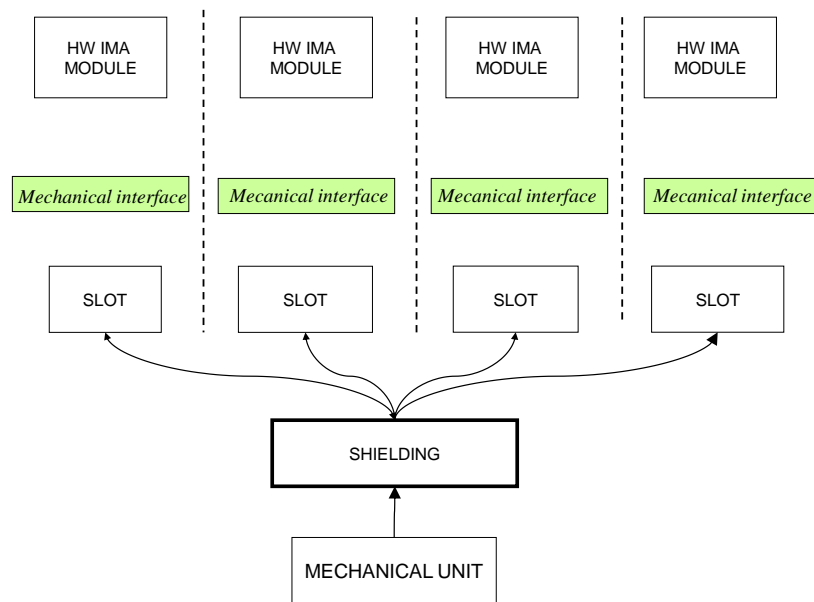 HW IMA
MODULE
HW IMA
MODULE
HW IMA
MODULE
HW IMA
MODULE
Mechanical interface
Mecanical interface
Mecanical interface
Mecanical interface
SLOT
SLOT
SLOT
SLOT
SHIELDING
MECHANICAL UNIT